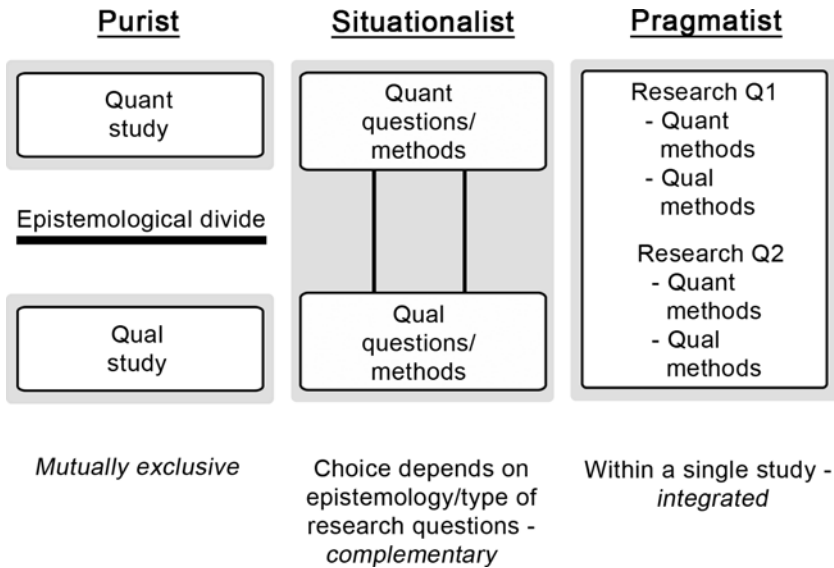 Purist
Quant
study
Epistemological divide
Qual
study
Mutually exclusive
Situationalist
Quant
questions/
methods
Qual
questions/
methods
Choice depends on
epistemology/type of
research questions -
complementary
Pragmatist
Research Q1
- Quant
methods
- Qual
methods
Research Q2
- Quant
methods
- Qual
methods
Within a single study -
integrated